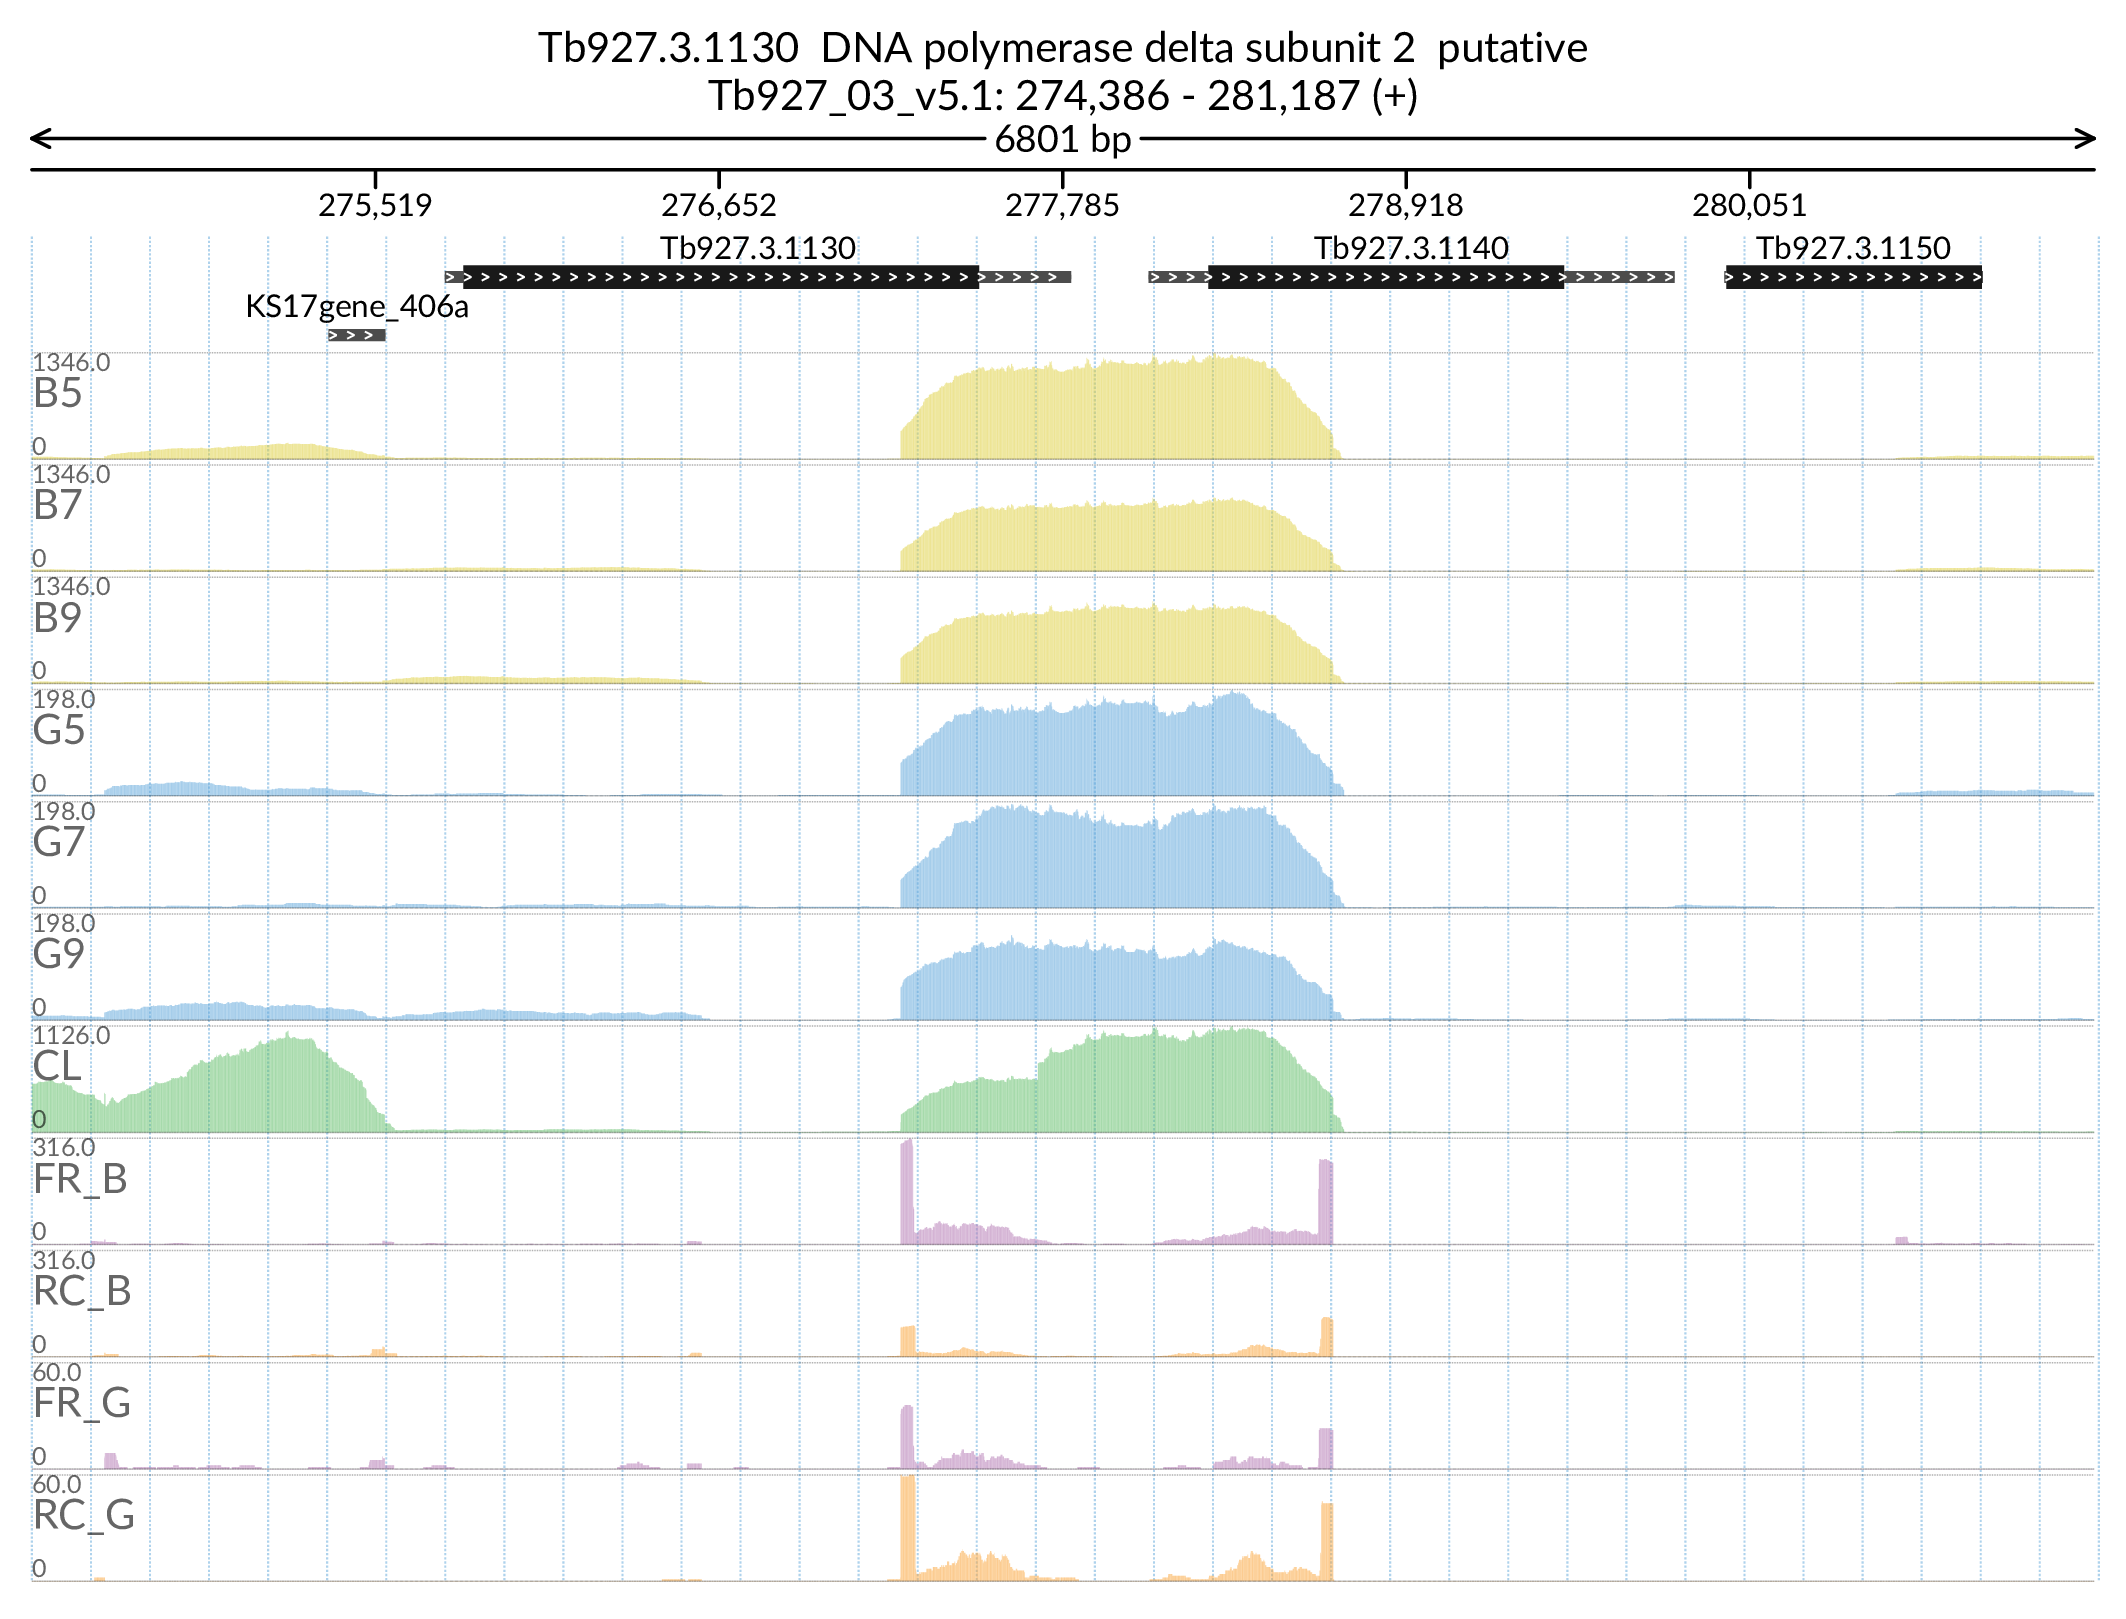 Tb927.3.1130 DNA polymerase delta subunit 2 putative
Tb927_03_v5.1: 274,386 - 281,187 (+)
6801 bp
275,519 276,652 277,785 278,918 280,051
Tb927.3.1130 Tb927.3.1140 Tb927.3.1150
KS17gene_406a
1346.0
B5
0
1346.0
B7
0
1346.0
B9
0
198.0
G5
0
198.0
G7
0
198.0
G9
0
1126.0
CL
0
316.0
FR_B
0
316.0
RC_B
0
60.0
FR_G
0
60.0
RC_G
0